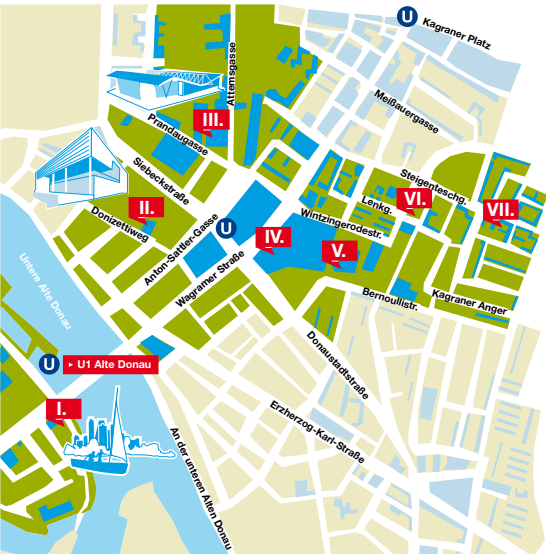 U
Kagraner Platz
Attemsgasse
Meißauergasse
III.
Prandaugasse
Siebeckstraße
Steigenteschg.
VI.
VII.
Lenkg.
II.
Donizettiweg
Wintzingerodestr.
Anton-Sattler-Gasse
U
IV.
V.
Wagramer Straße
Untere Alte Donau
Bernoullistr.
Kagraner Anger
Donaustadtstraße
U
▸ U1 Alte Donau
I.
Erzherzog-Karl-Straße
An der unteren Alten Donau